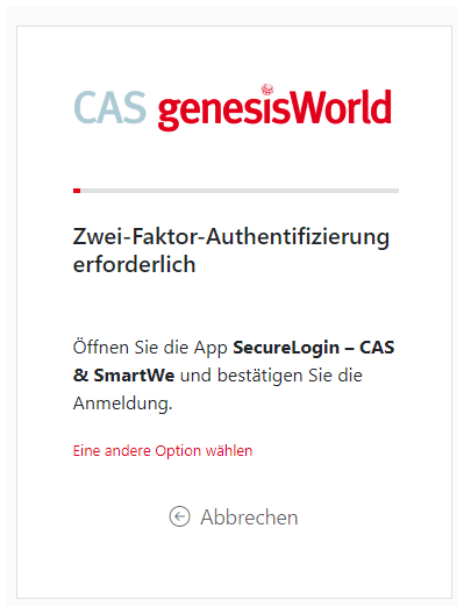 CAS genesisWorld
Zwei-Faktor-Authentifizierung
erforderlich
Öffnen Sie die App SecureLogin – CAS
& SmartWe und bestätigen Sie die
Anmeldung.
Eine andere Option wählen
Abbrechen